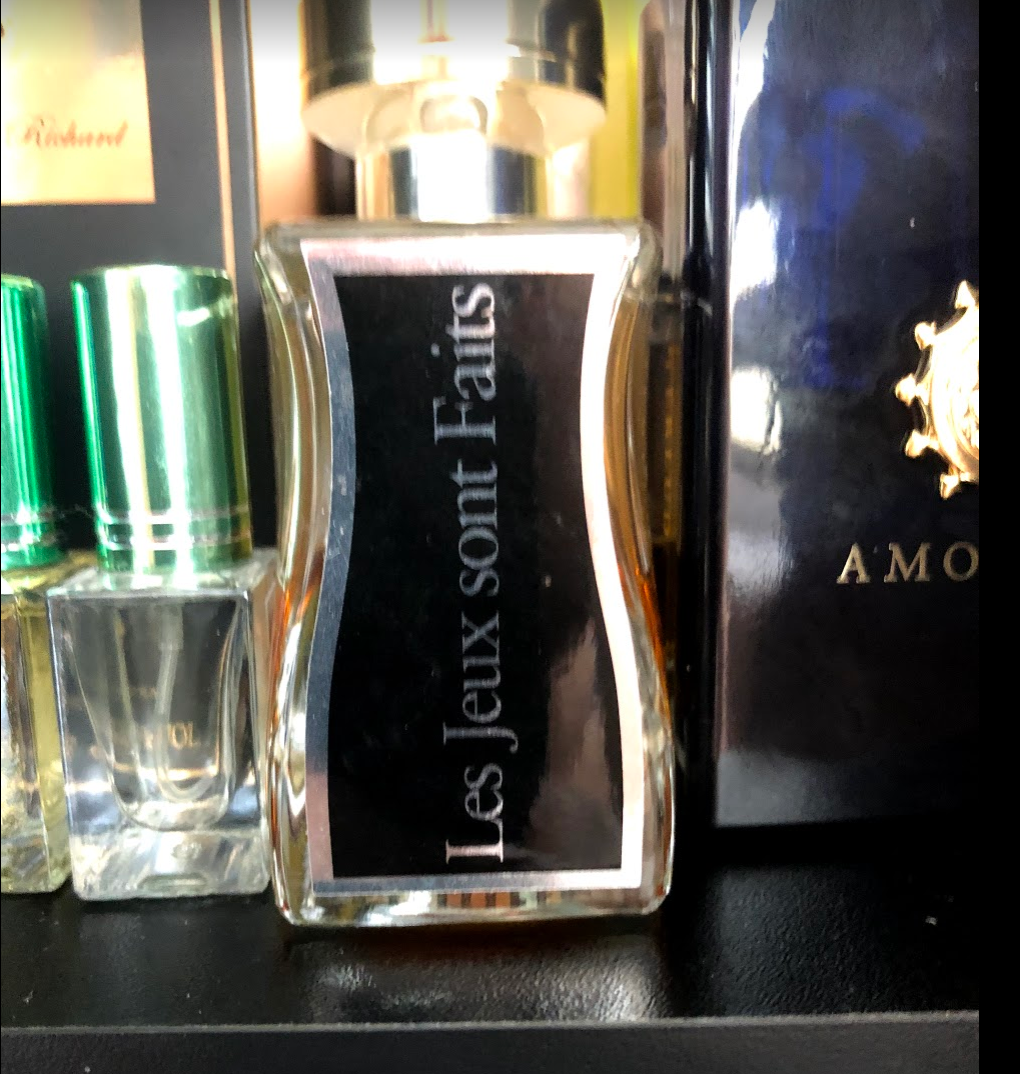 Richard
Les Jeux sont Faits
AMO